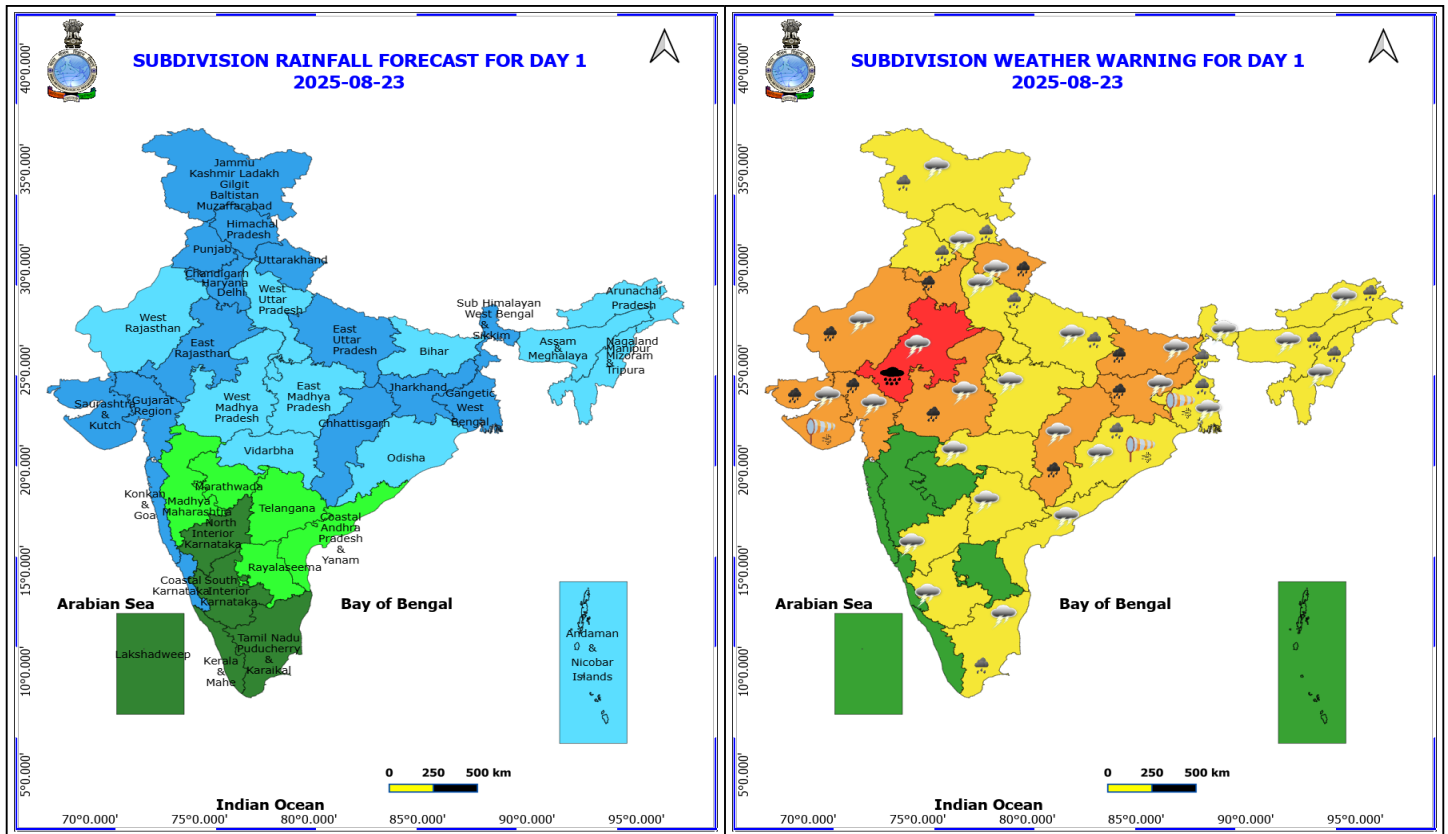 SUBDIVISION RAINFALL FORECAST FOR DAY 1
2025-08-23
40°0.000'
35°0.000'
30°0.000'
25°0.000'
20°0.000'
15°0.000'
10°0.000'
5°0.000'
Jammu
Kashmir Ladakh
Gilgit
Baltistan
Muzaffarabad
Himachal
Pradesh
Punjab
Uttarakhand
Chandigarh
Haryana
Delhi
West
Uttar
Pradesh
West
Rajasthan
East
Rajasthan
East
Uttar
Pradesh
Sub Himalayan
West Bengal
&
Sikkim
Arunachal
Pradesh
Assam
&
Meghalaya
Nagaland
Manipur
Mizoram
&
Tripura
Bihar
Jharkhand
Gangetic
West
Bengal
Saurashtra
&
Kutch
Gujarat
Region
West
Madhya
Pradesh
East
Madhya
Pradesh
Chhattisgarh
Vidarbha
Odisha
Konkan
&
Goa
Madhya
Maharashtra
Marathwada
Telangana
North
Interior
Karnataka
Coastal
Andhra
Pradesh
&
Yanam
Rayalaseema
Coastal
Karnataka
South
Interior
Karnataka
Arabian Sea
Bay of Bengal
Lakshadweep
Tamil Nadu
Puducherry
&
Karaikal
Kerala
&
Mahe
Andaman
&
Nicobar
Islands
0 250 500 km
Indian Ocean
70°0.000' 75°0.000' 80°0.000' 85°0.000' 90°0.000' 95°0.000'
SUBDIVISION WEATHER WARNING FOR DAY 1
2025-08-23
40°0.000'
35°0.000'
30°0.000'
25°0.000'
20°0.000'
15°0.000'
10°0.000'
5°0.000'
Arabian Sea
Bay of Bengal
0 250 500 km
Indian Ocean
70°0.000' 75°0.000' 80°0.000' 85°0.000' 90°0.000' 95°0.000'